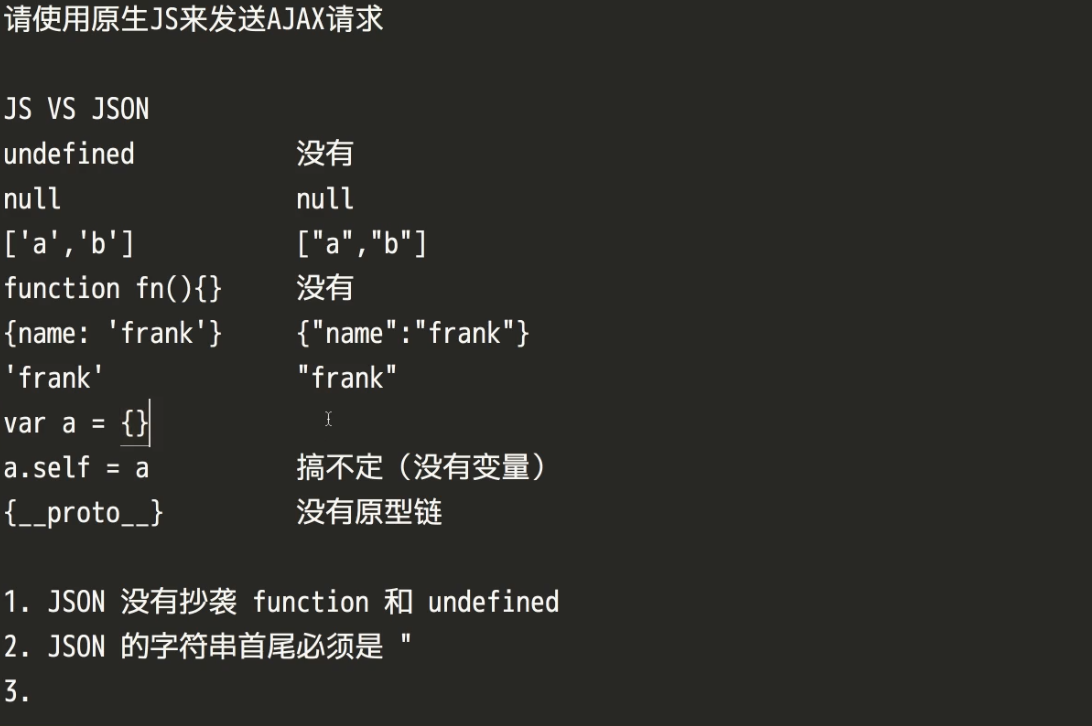 请使用原生JS来发送AJAX请求
JS VS JSON
undefined 没有
null null
['a','b'] ["a","b"]
function fn(){} 没有
{name: 'frank'} {"name":"frank"}
'frank' "frank"
var a = {}
a.self = a 搞不定（没有变量）
{__proto__} 没有原型链
1. JSON 没有抄袭 function 和 undefined
2. JSON 的字符串首尾必须是 "
3.